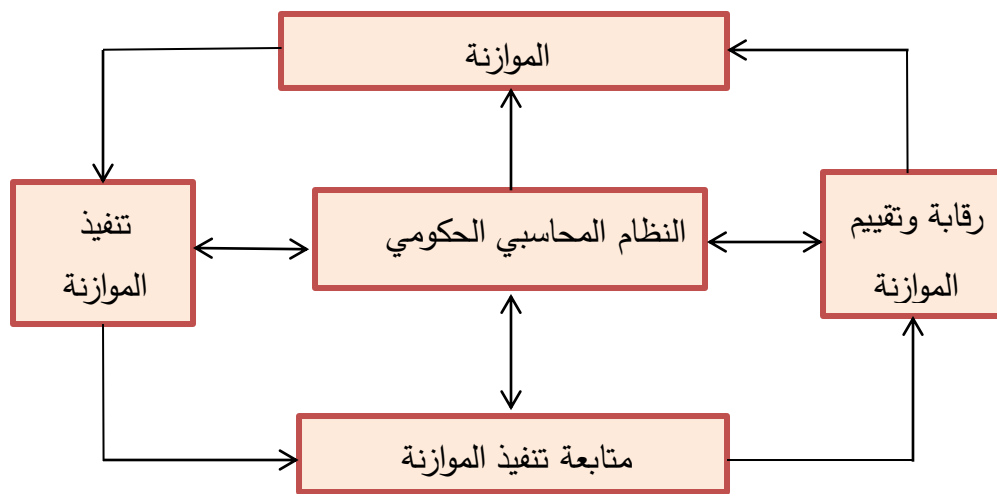 الموازنة
رقابة وتقييم
الموازنة
النظام المحاسبي الحكومي
تنفيذ
الموازنة
متابعة تنفيذ الموازنة